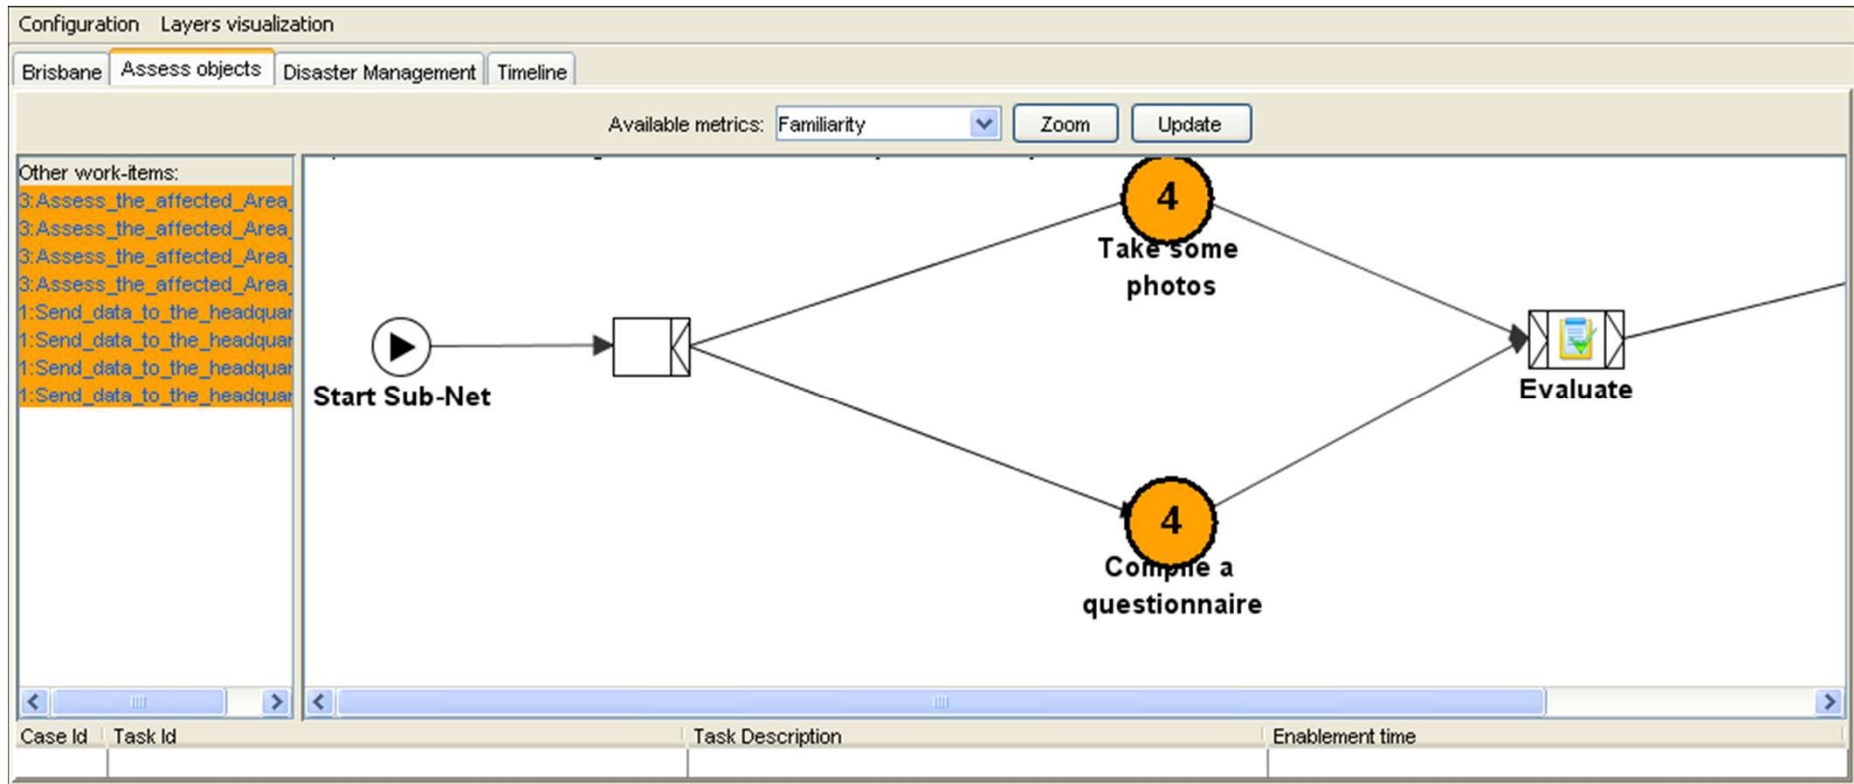 Configuration Layers visualization
Brisbane Assess objects Disaster Management Timeline
Available metrics: Familiarity Zoom Update
Other work-items:
3:Assess_the_affected_Area_
3:Assess_the_affected_Area_
3:Assess_the_affected_Area_
3:Assess_the_affected_Area_
1:Send_data_to_the_headquar
1:Send_data_to_the_headquar
1:Send_data_to_the_headquar
1:Send_data_to_the_headquar
4
Take some
photos
Start Sub-Net
Evaluate
4
Compile a
questionnaire
Case Id Task Id Task Description Enablement time